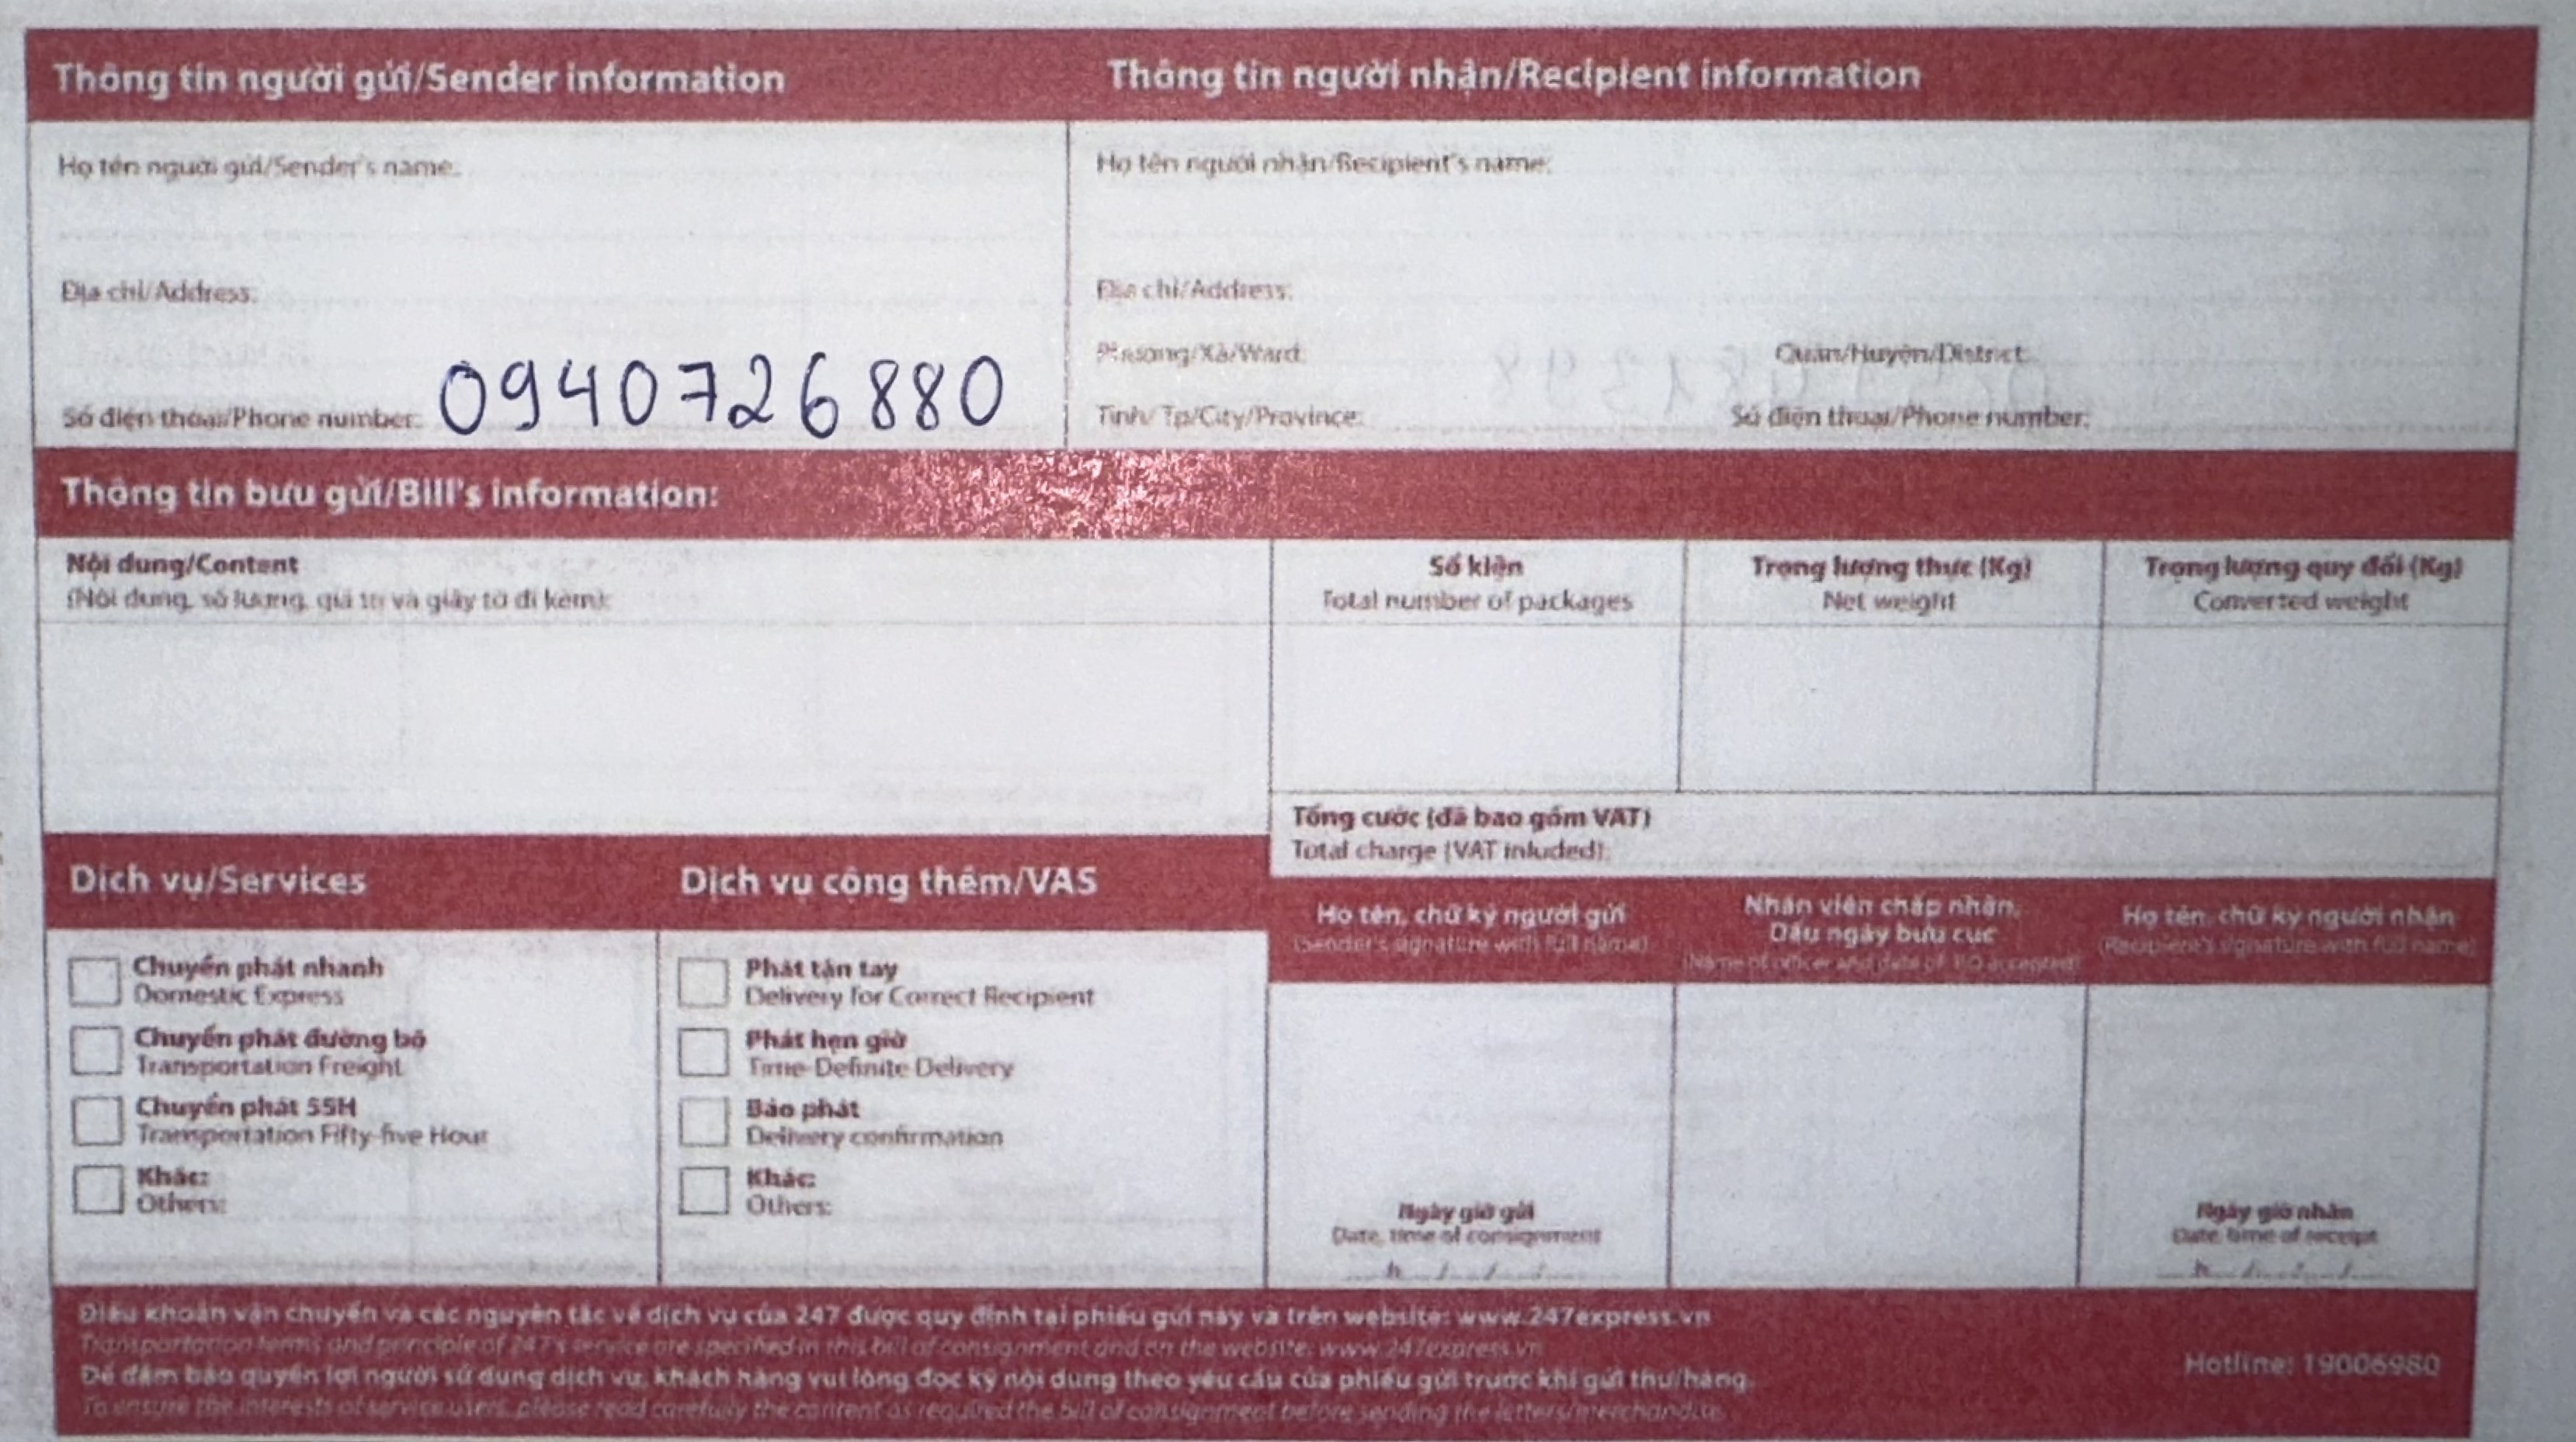 Thông tin người gửi/Sender information
Thông tin người nhận/Recipient information
Họ tên người gửi/Sender's name:
Họ tên người nhận/Recipient's name:
Địa chỉ/Address:
Địa chỉ/Address:
Phường/Xã/Ward:
Quận/Huyện/District:
Số điện thoại/Phone number: 0940726880
Tỉnh/Tp/City/Province:
Số điện thoại/Phone number:
Thông tin bưu gửi/Bill's information:
Nội dung/Content
(Nội dung, số lượng, giá trị và giấy tờ đi kèm):
Số kiện
Total number of packages
Trọng lượng thực (Kg)
Net weight
Trọng lượng quy đổi (Kg)
Converted weight
Tổng cước (đã bao gồm VAT)
Total charge (VAT inluded):
Dịch vụ/Services
Dịch vụ cộng thêm/VAS
Họ tên, chữ ký người gửi
(Sender's signature with full name)
Nhân viên chấp nhận,
Dấu ngày bưu cục
(Name of officer and date of P.O accepted)
Họ tên, chữ ký người nhận
(Recipient's signature with full name)
Chuyển phát nhanh
Domestic Express
Chuyển phát đường bộ
Transportation Freight
Chuyển phát 55H
Transportation Fifty-five Hour
Khác:
Others:
Phát tận tay
Delivery for Correct Recipient
Phát hẹn giờ
Time-Definite Delivery
Báo phát
Delivery confirmation
Khác:
Others:
Ngày giờ gửi
Date, time of consignment
h / / /
Ngày giờ nhận
Date, time of receipt
h / / /
Điều khoản vận chuyển và các nguyên tắc về dịch vụ của 247 được quy định tại phiếu gửi này và trên website: www.247express.vn
Transportation terms and principle of 247's service are specified in this bill of consignment and on the website: www.247express.vn
Để đảm bảo quyền lợi người sử dụng dịch vụ, khách hàng vui lòng đọc kỹ nội dung theo yêu cầu của phiếu gửi trước khi gửi thư/hàng.
To ensure the interests of service users, please read carefully the content as required the bill of consignment before sending the letters/merchandise.
Hotline: 19006980